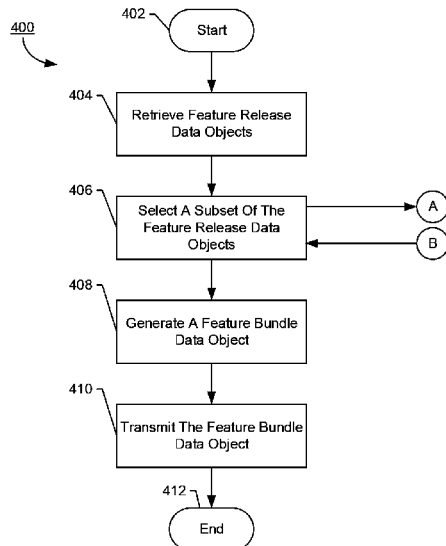 400
402
Start
404
Retrieve Feature Release
Data Objects
406
Select A Subset Of The
Feature Release Data
Objects
A
B
408
Generate A Feature Bundle
Data Object
410
Transmit The Feature Bundle
Data Object
412
End